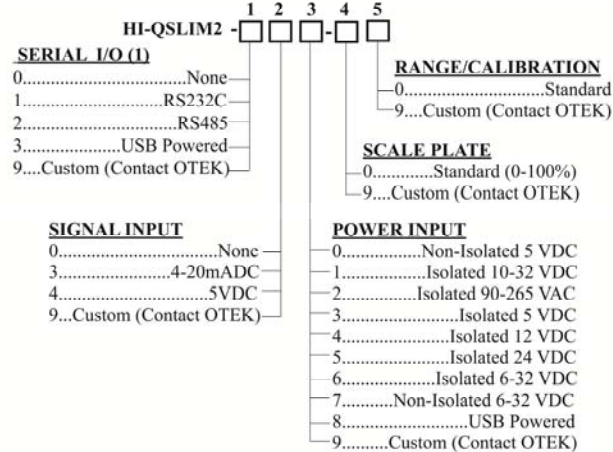 1 2 3 4 5
HI-QSLIM2 - -
SERIAL I/O (1)
0............................None
1........................RS232C
2..........................RS485
3................USB Powered
9....Custom (Contact OTEK)
RANGE/CALIBRATION
0............................Standard
9....Custom (Contact OTEK)
SCALE PLATE
0.............Standard (0-100%)
9....Custom (Contact OTEK)
SIGNAL INPUT
0............................None
3.....................4-20mADC
4............................5VDC
9...Custom (Contact OTEK)
POWER INPUT
0...........Non-Isolated 5 VDC
1............Isolated 10-32 VDC
2...........Isolated 90-265 VAC
3..................Isolated 5 VDC
4................Isolated 12 VDC
5................Isolated 24 VDC
6..............Isolated 6-32 VDC
7.......Non-Isolated 6-32 VDC
8...................USB Powered
9.......Custom (Contact OTEK)